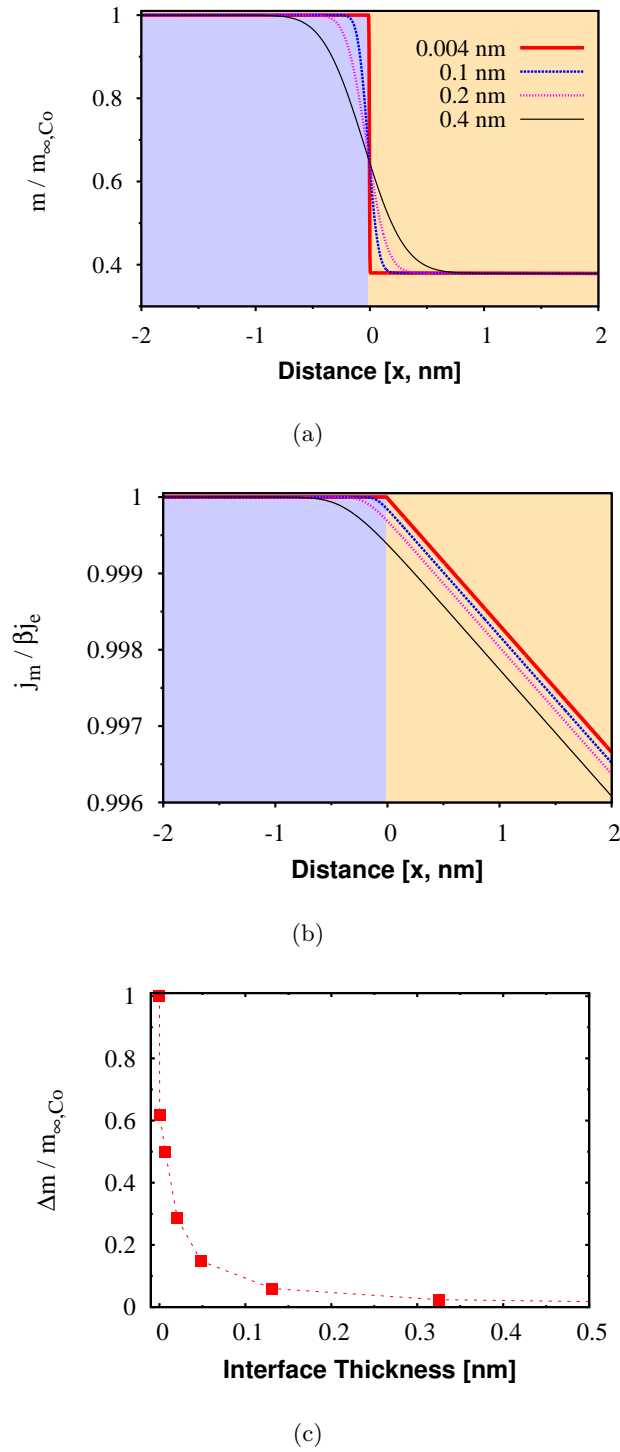 1
0.8
0.6
0.4
m / m∞,Co
0.004 nm
0.1 nm
0.2 nm
0.4 nm
-2 -1 0 1 2
Distance [x, nm]
(a)
1
0.999
0.998
0.997
0.996
jm / βje
-2 -1 0 1 2
Distance [x, nm]
(b)
1
0.8
0.6
0.4
0.2
0
Δm / m∞,Co
0 0.1 0.2 0.3 0.4 0.5
Interface Thickness [nm]
(c)